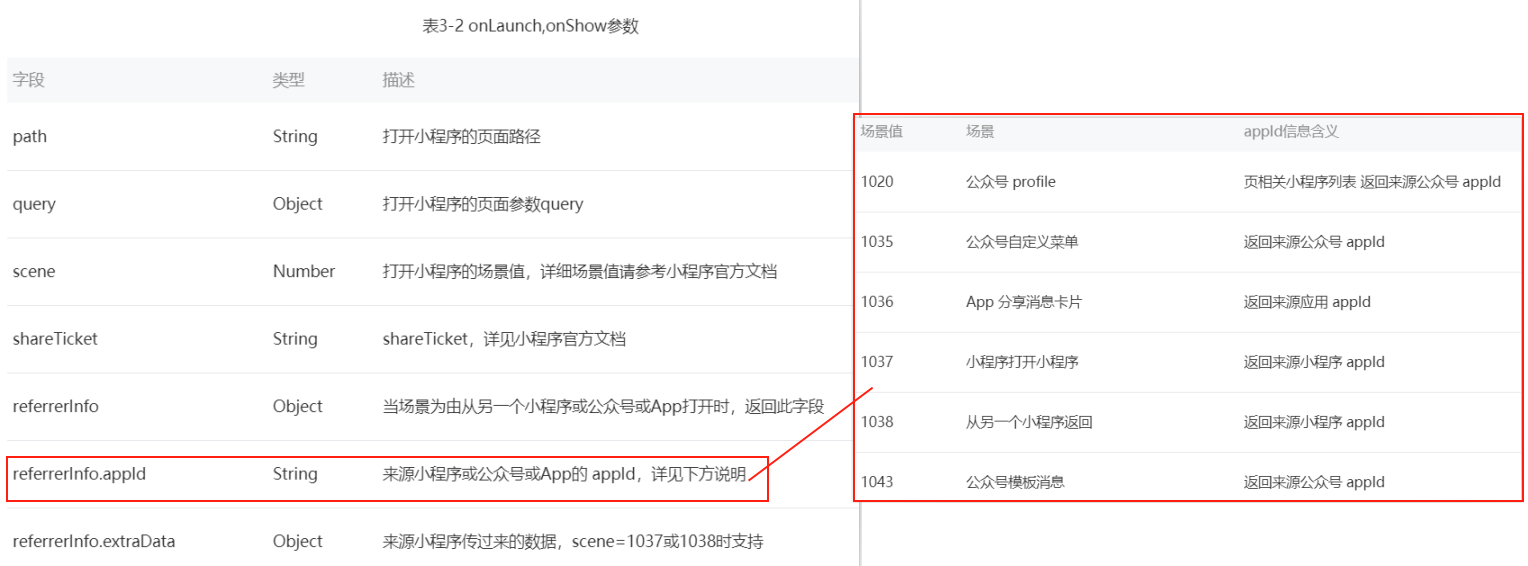 表3-2 onLaunch,onShow参数
字段 类型 描述
path String 打开小程序的页面路径
query Object 打开小程序的页面参数query
scene Number 打开小程序的场景值，详细场景值请参考小程序官方文档
shareTicket String shareTicket，详见小程序官方文档
referrerInfo Object 当场景为由从另一个小程序或公众号或App打开时，返回此字段
referrerInfo.appId String 来源小程序或公众号或App的 appId，详见下方说明
referrerInfo.extraData Object 来源小程序传过来的数据，scene=1037或1038时支持
场景值 场景 appId信息含义
1020 公众号 profile 页相关小程序列表 返回来源公众号 appId
1035 公众号自定义菜单 返回来源公众号 appId
1036 App 分享消息卡片 返回来源应用 appId
1037 小程序打开小程序 返回来源小程序 appId
1038 从另一个小程序返回 返回来源小程序 appId
1043 公众号模板消息 返回来源公众号 appId